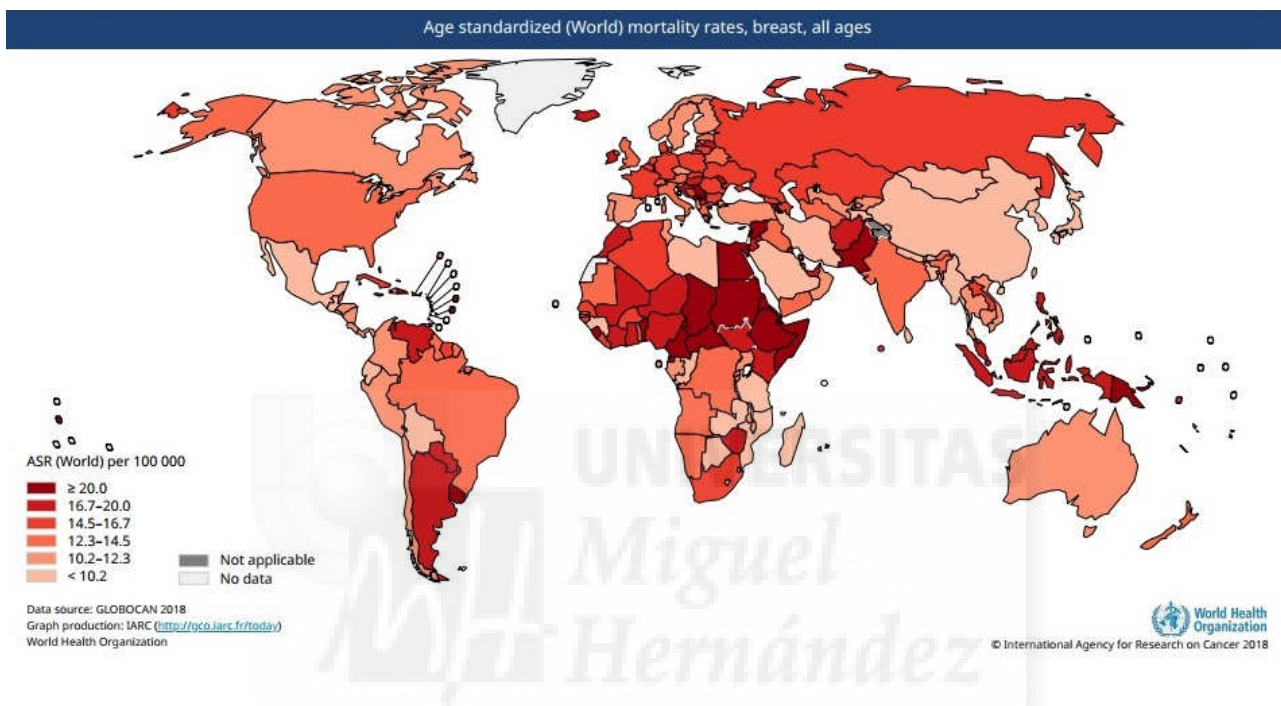 Age standardized (World) mortality rates, breast, all ages
ASR (World) per 100 000
≥ 20.0
16.7–20.0
14.5–16.7
12.3–14.5
10.2–12.3
< 10.2
Not applicable
No data
Data source: GLOBOCAN 2018
Graph production: IARC (http://gco.iarc.fr/today)
World Health Organization
World Health
Organization
© International Agency for Research on Cancer 2018
UNIVERSITAS
Miguel
Hernández